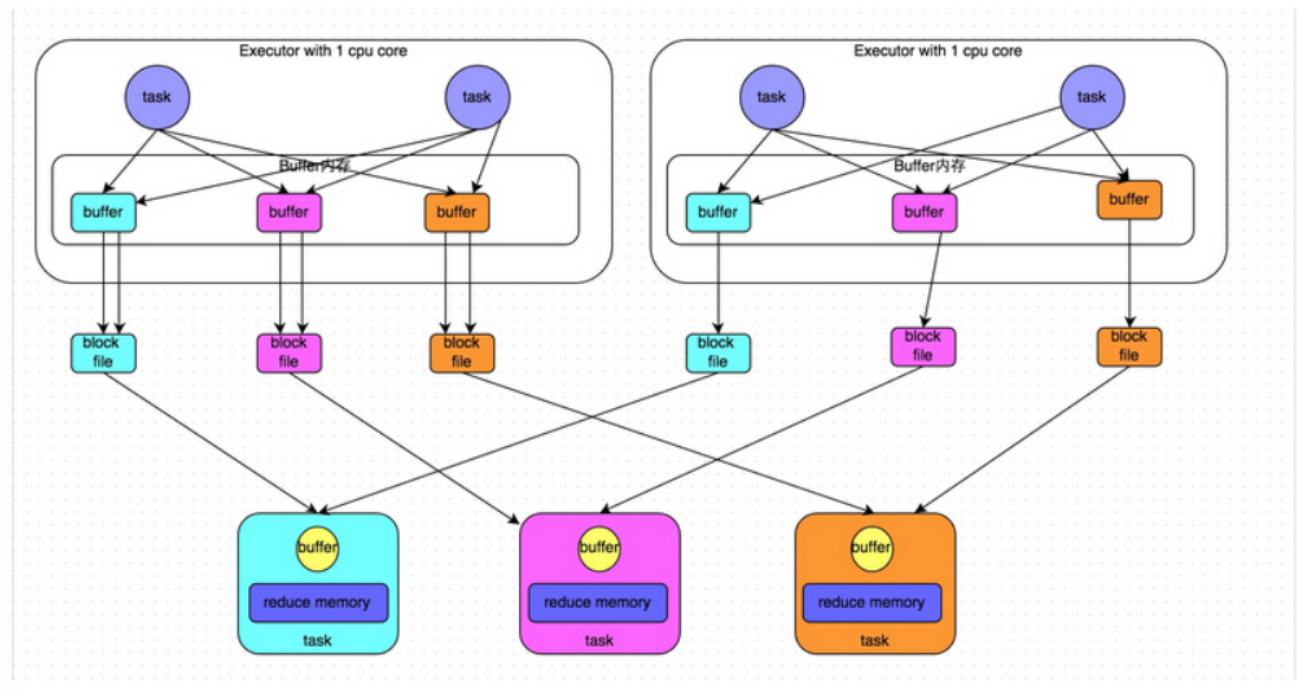 Executor with 1 cpu core
task
task
Buffer内存
buffer
buffer
buffer
block
file
block
file
block
file
Executor with 1 cpu core
task
task
Buffer内存
buffer
buffer
buffer
block
file
block
file
block
file
buffer
reduce memory
task
buffer
reduce memory
task
buffer
reduce memory
task